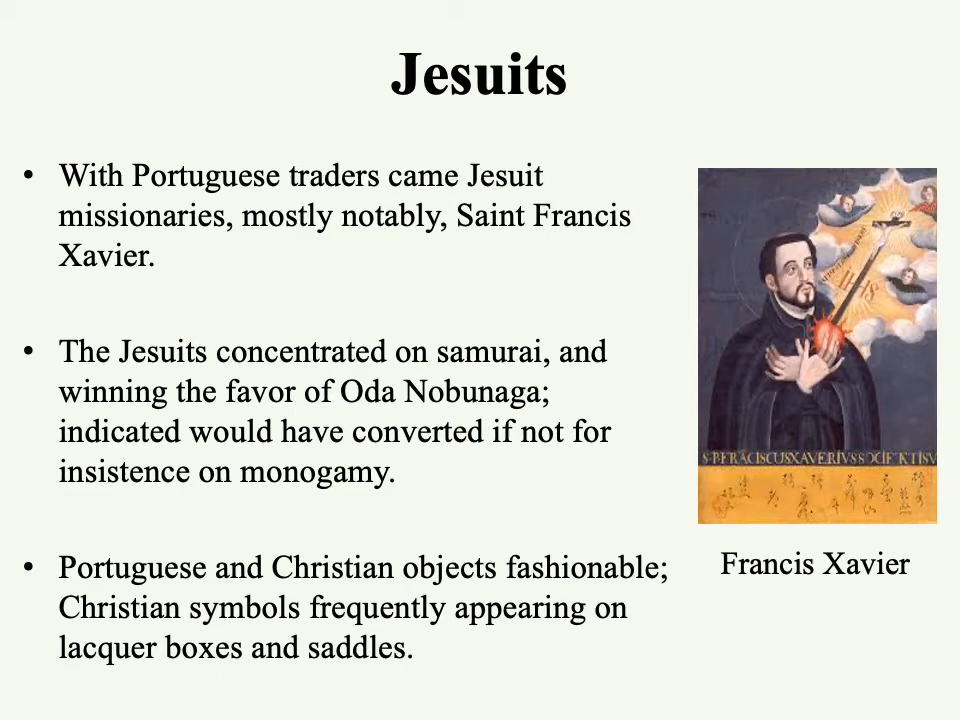 Jesuits
• With Portuguese traders came Jesuit
missionaries, mostly notably, Saint Francis
Xavier.
• The Jesuits concentrated on samurai, and
winning the favor of Oda Nobunaga;
indicated would have converted if not for
insistence on monogamy.
• Portuguese and Christian objects fashionable;
Christian symbols frequently appearing on
lacquer boxes and saddles.
IHS
Francis Xavier